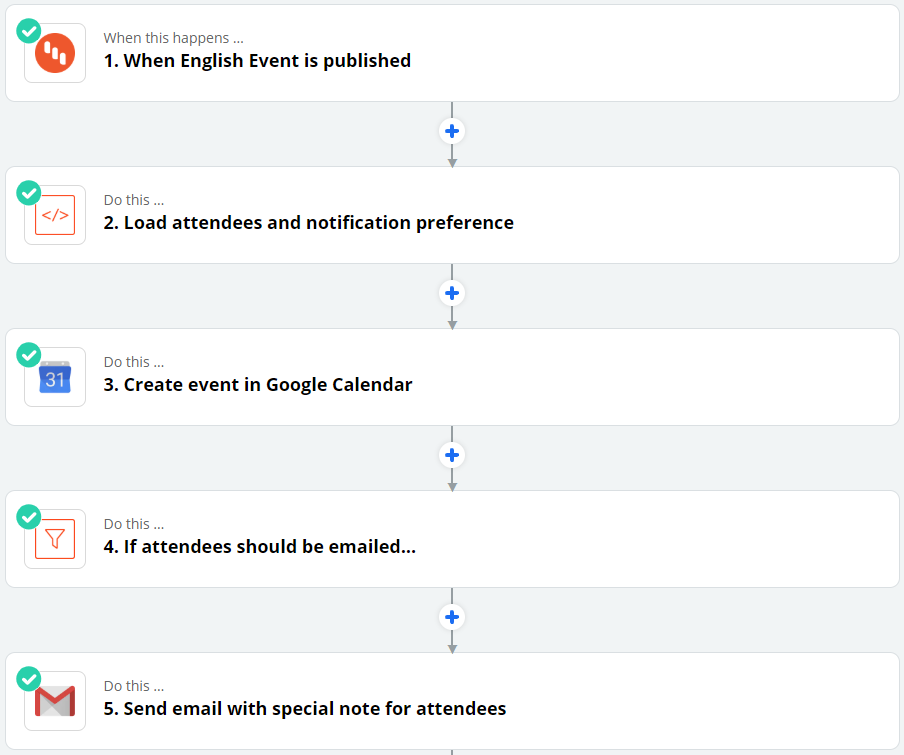 When this happens ...
1. When English Event is published
Do this ...
</>
2. Load attendees and notification preference
Do this ...
31
3. Create event in Google Calendar
Do this ...
4. If attendees should be emailed...
Do this ...
5. Send email with special note for attendees